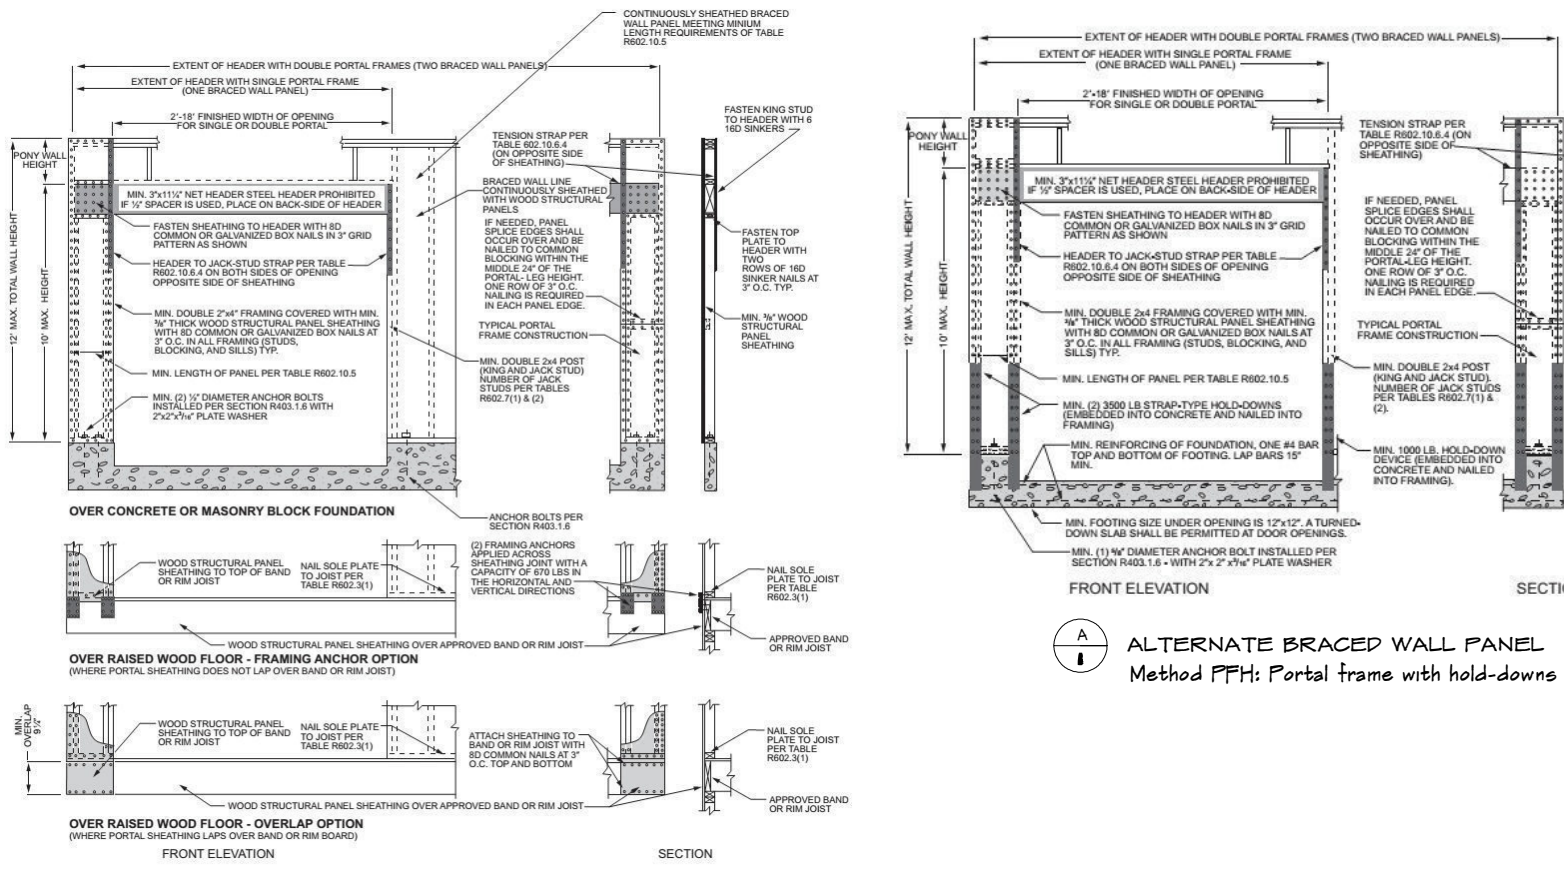 CONTINUOUSLY SHEATHED BRACED
WALL PANEL MEETING MINIUM
LENGTH REQUIREMENTS OF TABLE
R602.10.5
EXTENT OF HEADER WITH DOUBLE PORTAL FRAMES (TWO BRACED WALL PANELS)
EXTENT OF HEADER WITH SINGLE PORTAL FRAME
(ONE BRACED WALL PANEL)
2'-18' FINISHED WIDTH OF OPENING
FOR SINGLE OR DOUBLE PORTAL
PONY WALL
HEIGHT
12' MAX. TOTAL WALL HEIGHT
10' MAX. HEIGHT
MIN. 3"x11¼" NET HEADER STEEL HEADER PROHIBITED
IF ½" SPACER IS USED, PLACE ON BACK-SIDE OF HEADER
FASTEN SHEATHING TO HEADER WITH 8D
COMMON OR GALVANIZED BOX NAILS IN 3" GRID
PATTERN AS SHOWN
HEADER TO JACK-STUD STRAP PER TABLE
R602.10.6.4 ON BOTH SIDES OF OPENING
OPPOSITE SIDE OF SHEATHING
MIN. DOUBLE 2"x4" FRAMING COVERED WITH MIN.
⅜" THICK WOOD STRUCTURAL PANEL SHEATHING
WITH 8D COMMON OR GALVANIZED BOX NAILS AT
3" O.C. IN ALL FRAMING (STUDS,
BLOCKING, AND SILLS) TYP.
MIN. LENGTH OF PANEL PER TABLE R602.10.5
MIN. (2) ½" DIAMETER ANCHOR BOLTS
INSTALLED PER SECTION R403.1.6 WITH
2"x2"x³/₁₆" PLATE WASHER
TENSION STRAP PER
TABLE 602.10.6.4
(ON OPPOSITE SIDE
OF SHEATHING)
BRACED WALL LINE
CONTINUOUSLY SHEATHED
WITH WOOD STRUCTURAL
PANELS
IF NEEDED, PANEL
SPLICE EDGES SHALL
OCCUR OVER AND BE
NAILED TO COMMON
BLOCKING WITHIN THE
MIDDLE 24" OF THE
PORTAL- LEG HEIGHT.
ONE ROW OF 3" O.C.
NAILING IS REQUIRED
IN EACH PANEL EDGE.
TYPICAL PORTAL
FRAME CONSTRUCTION
MIN. DOUBLE 2x4 POST
(KING AND JACK STUD)
NUMBER OF JACK
STUDS PER TABLES
R602.7(1) & (2)
FASTEN KING STUD
TO HEADER WITH 6
16D SINKERS
FASTEN TOP
PLATE TO
HEADER WITH
TWO
ROWS OF 16D
SINKER NAILS AT
3" O.C. TYP.
MIN. ⅜" WOOD
STRUCTURAL
PANEL
SHEATHING
OVER CONCRETE OR MASONRY BLOCK FOUNDATION
ANCHOR BOLTS PER
SECTION R403.1.6
WOOD STRUCTURAL PANEL
SHEATHING TO TOP OF BAND
OR RIM JOIST
NAIL SOLE PLATE
TO JOIST PER
TABLE R602.3(1)
(2) FRAMING ANCHORS
APPLIED ACROSS
SHEATHING JOINT WITH A
CAPACITY OF 670 LBS IN
THE HORIZONTAL AND
VERTICAL DIRECTIONS
NAIL SOLE
PLATE TO JOIST
PER TABLE
R602.3(1)
WOOD STRUCTURAL PANEL SHEATHING OVER APPROVED BAND OR RIM JOIST
APPROVED BAND
OR RIM JOIST
OVER RAISED WOOD FLOOR - FRAMING ANCHOR OPTION
(WHERE PORTAL SHEATHING DOES NOT LAP OVER BAND OR RIM JOIST)
MIN.
OVERLAP
9¼"
WOOD STRUCTURAL PANEL
SHEATHING TO TOP OF BAND
OR RIM JOIST
NAIL SOLE PLATE
TO JOIST PER
TABLE R602.3(1)
ATTACH SHEATHING TO
BAND OR RIM JOIST WITH
8D COMMON NAILS AT 3"
O.C. TOP AND BOTTOM
NAIL SOLE
PLATE TO JOIST
PER TABLE
R602.3(1)
WOOD STRUCTURAL PANEL SHEATHING OVER APPROVED BAND OR RIM JOIST
APPROVED BAND
OR RIM JOIST
OVER RAISED WOOD FLOOR - OVERLAP OPTION
(WHERE PORTAL SHEATHING LAPS OVER BAND OR RIM BOARD)
FRONT ELEVATION
SECTION
EXTENT OF HEADER WITH DOUBLE PORTAL FRAMES (TWO BRACED WALL PANELS)
EXTENT OF HEADER WITH SINGLE PORTAL FRAME
(ONE BRACED WALL PANEL)
2'-18' FINISHED WIDTH OF OPENING
FOR SINGLE OR DOUBLE PORTAL
PONY WALL
HEIGHT
12' MAX. TOTAL WALL HEIGHT
10' MAX. HEIGHT
MIN. 3"x11¼" NET HEADER STEEL HEADER PROHIBITED
IF ½" SPACER IS USED, PLACE ON BACK-SIDE OF HEADER
FASTEN SHEATHING TO HEADER WITH 8D
COMMON OR GALVANIZED BOX NAILS IN 3" GRID
PATTERN AS SHOWN
HEADER TO JACK-STUD STRAP PER TABLE
R602.10.6.4 ON BOTH SIDES OF OPENING
OPPOSITE SIDE OF SHEATHING
MIN. DOUBLE 2x4 FRAMING COVERED WITH MIN.
⅜" THICK WOOD STRUCTURAL PANEL SHEATHING
WITH 8D COMMON OR GALVANIZED BOX NAILS AT
3" O.C. IN ALL FRAMING (STUDS, BLOCKING, AND
SILLS) TYP.
MIN. LENGTH OF PANEL PER TABLE R602.10.5
MIN. (2) 3500 LB STRAP-TYPE HOLD-DOWNS
(EMBEDDED INTO CONCRETE AND NAILED INTO
FRAMING)
MIN. REINFORCING OF FOUNDATION, ONE #4 BAR
TOP AND BOTTOM OF FOOTING. LAP BARS 15"
MIN.
TENSION STRAP PER
TABLE R602.10.6.4 (ON
OPPOSITE SIDE OF
SHEATHING)
IF NEEDED, PANEL
SPLICE EDGES SHALL
OCCUR OVER AND BE
NAILED TO COMMON
BLOCKING WITHIN THE
MIDDLE 24" OF THE
PORTAL-LEG HEIGHT.
ONE ROW OF 3" O.C.
NAILING IS REQUIRED
IN EACH PANEL EDGE.
TYPICAL PORTAL
FRAME CONSTRUCTION
MIN. DOUBLE 2x4 POST
(KING AND JACK STUD).
NUMBER OF JACK STUDS
PER TABLES R602.7(1) &
(2).
MIN. 1000 LB. HOLD-DOWN
DEVICE (EMBEDDED INTO
CONCRETE AND NAILED
INTO FRAMING).
MIN. FOOTING SIZE UNDER OPENING IS 12"x12". A TURNED-
DOWN SLAB SHALL BE PERMITTED AT DOOR OPENINGS.
MIN. (1) ⅝" DIAMETER ANCHOR BOLT INSTALLED PER
SECTION R403.1.6 - WITH 2"x 2" x³/₁₆" PLATE WASHER
FRONT ELEVATION
SECTI
A
1
ALTERNATE BRACED WALL PANEL
Method PFH: Portal frame with hold-downs